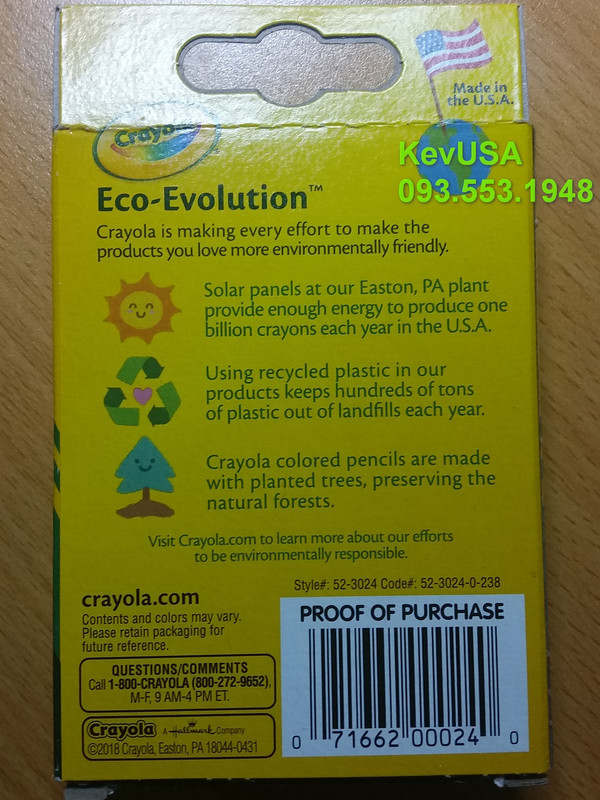 Made in
the U.S.A.
Crayola
KevUSA
093.553.1948
Eco-Evolution™
Crayola is making every effort to make the
products you love more environmentally friendly.
Solar panels at our Easton, PA plant
provide enough energy to produce one
billion crayons each year in the U.S.A.
Using recycled plastic in our
products keeps hundreds of tons
of plastic out of landfills each year.
Crayola colored pencils are made
with planted trees, preserving the
natural forests.
Visit Crayola.com to learn more about our efforts
to be environmentally responsible.
Style#: 52-3024 Code#: 52-3024-0-238
crayola.com
Contents and colors may vary.
Please retain packaging for
future reference.
QUESTIONS/COMMENTS
Call 1-800-CRAYOLA (800-272-9652),
M-F, 9 AM-4 PM ET.
Crayola A Hallmark Company
©2018 Crayola, Easton, PA 18044-0431
PROOF OF PURCHASE
0 71662 00024 0